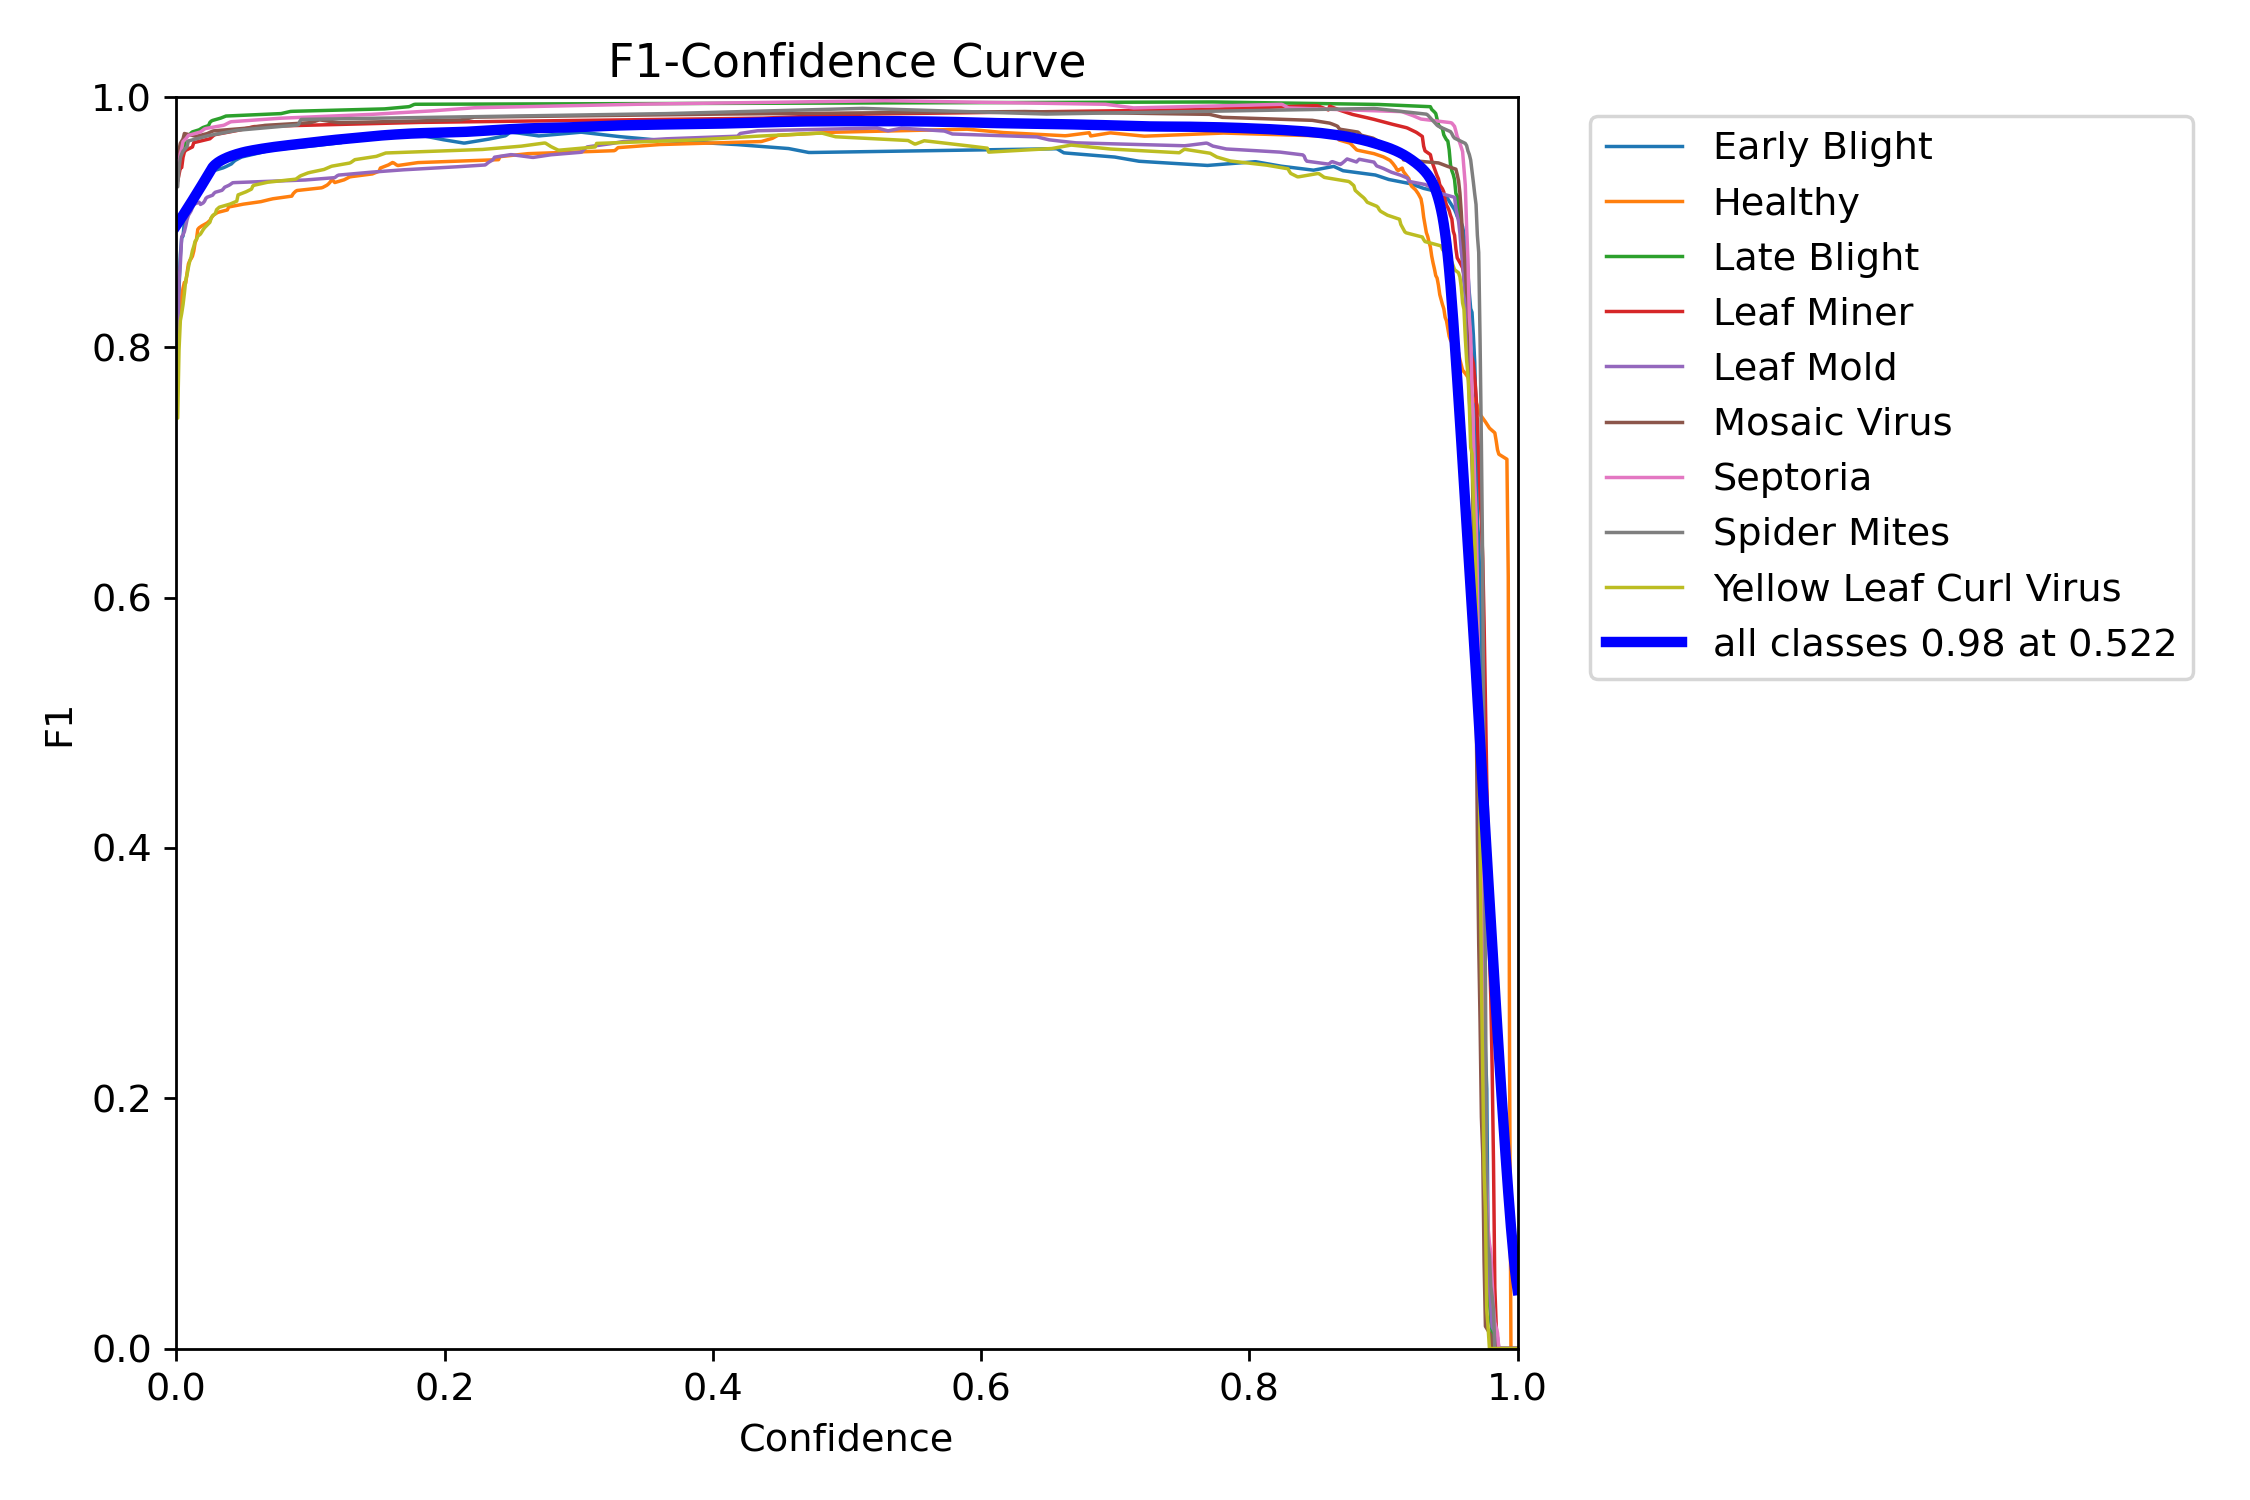 F1-Confidence Curve
1.0
0.8
0.6
0.4
0.2
0.0
F1
0.0 0.2 0.4 0.6 0.8 1.0
Confidence
Early Blight
Healthy
Late Blight
Leaf Miner
Leaf Mold
Mosaic Virus
Septoria
Spider Mites
Yellow Leaf Curl Virus
all classes 0.98 at 0.522